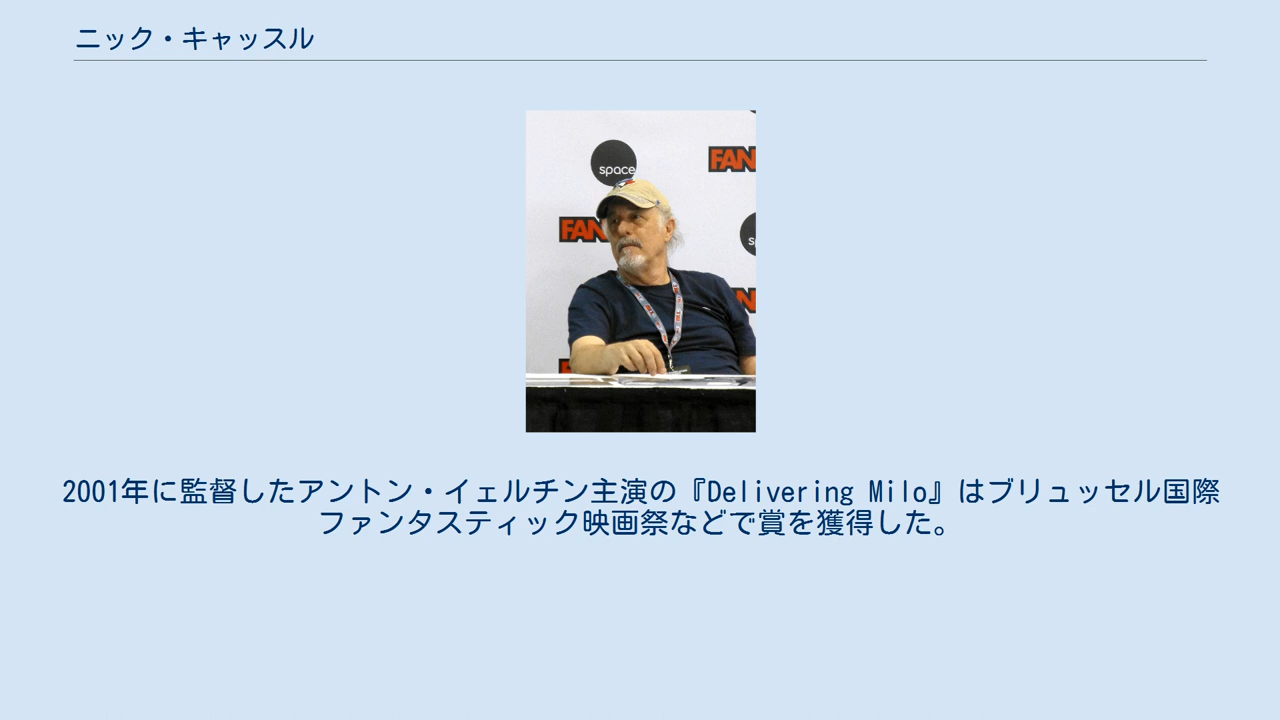 ニック・キャッスル
space
FAN
FAN
2001年に監督したアントン・イェルチン主演の『Delivering Milo』はブリュッセル国際
ファンタスティック映画祭などで賞を獲得した。